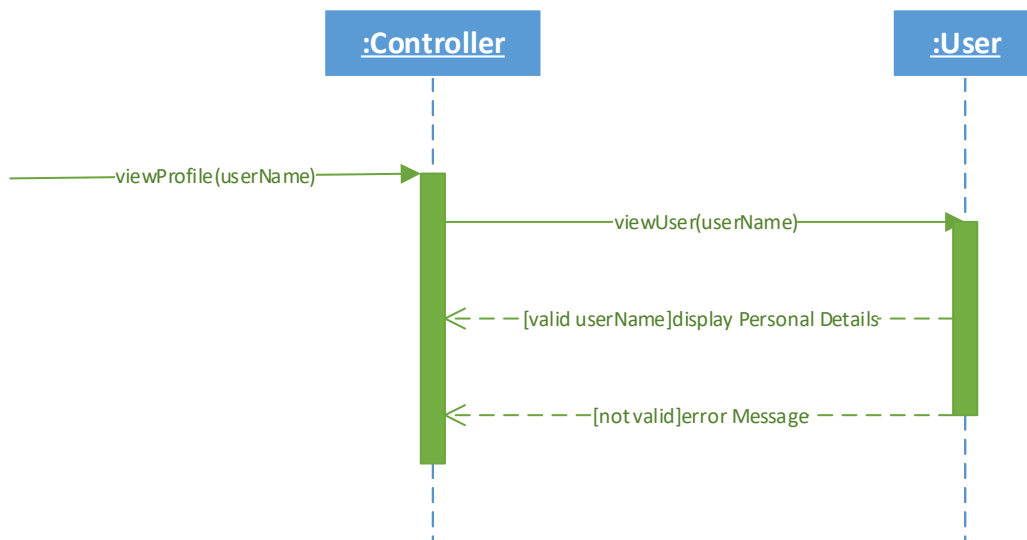 :Controller
:User
viewProfile(userName)
viewUser(userName)
[valid userName]display Personal Details
[not valid]error Message